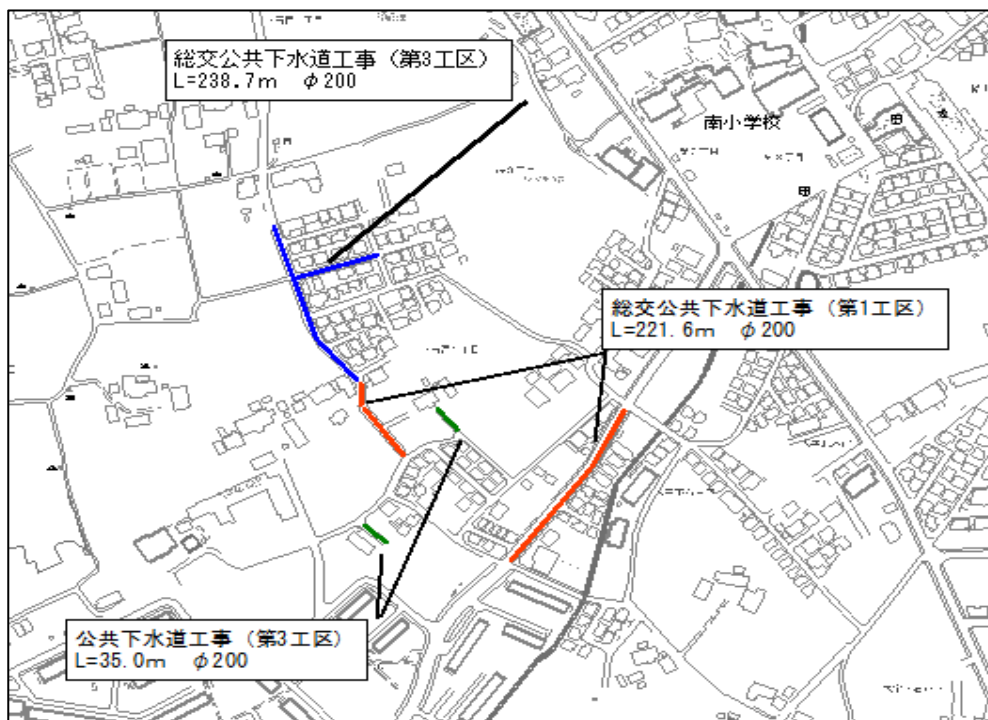 総交公共下水道工事（第3工区）
L=238.7m φ200
南小学校
総交公共下水道工事（第1工区）
L=221.6m φ200
公共下水道工事（第3工区）
L=35.0m φ200